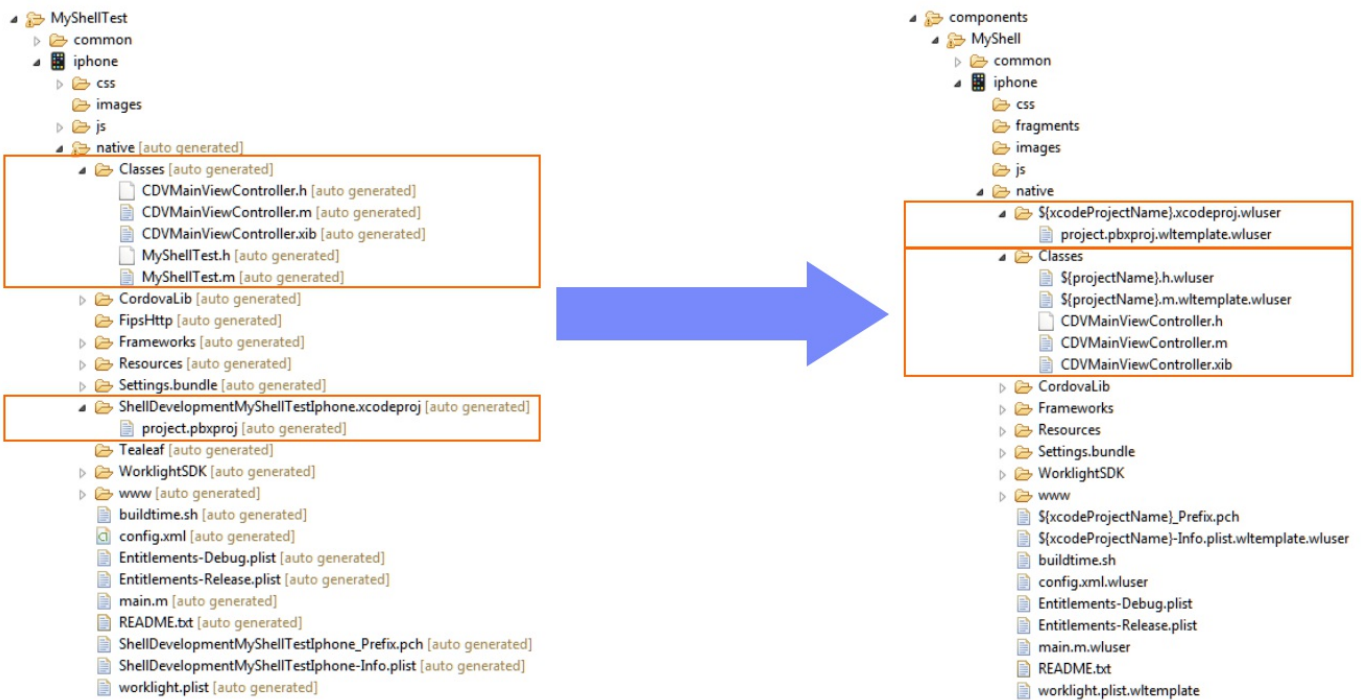 MyShellTest
common
iphone
css
images
js
native [auto generated]
Classes [auto generated]
CDVMainViewController.h [auto generated]
CDVMainViewController.m [auto generated]
CDVMainViewController.xib [auto generated]
MyShellTest.h [auto generated]
MyShellTest.m [auto generated]
CordovaLib [auto generated]
FipsHttp [auto generated]
Frameworks [auto generated]
Resources [auto generated]
Settings.bundle [auto generated]
ShellDevelopmentMyShellTestIphone.xcodeproj [auto generated]
project.pbxproj [auto generated]
Tealeaf [auto generated]
WorklightSDK [auto generated]
www [auto generated]
buildtime.sh [auto generated]
config.xml [auto generated]
Entitlements-Debug.plist [auto generated]
Entitlements-Release.plist [auto generated]
main.m [auto generated]
README.txt [auto generated]
ShellDevelopmentMyShellTestIphone_Prefix.pch [auto generated]
ShellDevelopmentMyShellTestIphone-Info.plist [auto generated]
worklight.plist [auto generated]
components
MyShell
common
iphone
css
fragments
images
js
native
${xcodeProjectName}.xcodeproj.wluser
project.pbxproj.wltemplate.wluser
Classes
${projectName}.h.wluser
${projectName}.m.wltemplate.wluser
CDVMainViewController.h
CDVMainViewController.m
CDVMainViewController.xib
CordovaLib
Frameworks
Resources
Settings.bundle
WorklightSDK
www
${xcodeProjectName}_Prefix.pch
${xcodeProjectName}-Info.plist.wltemplate.wluser
buildtime.sh
config.xml.wluser
Entitlements-Debug.plist
Entitlements-Release.plist
main.m.wluser
README.txt
worklight.plist.wltemplate